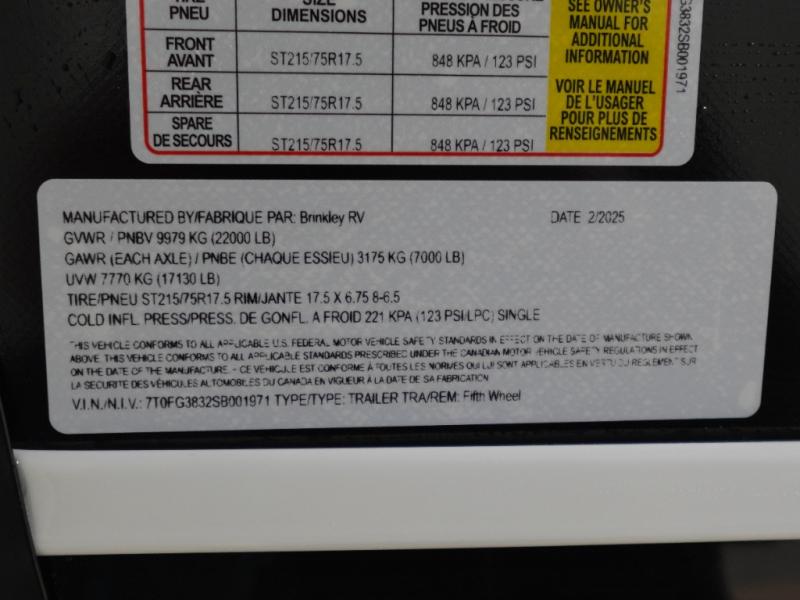 TIRE SIZE
PNEU DIMENSIONS PRESSION DES
PNEUS À FROID
FRONT
AVANT ST215/75R17.5 848 KPA / 123 PSI
REAR
ARRIÈRE ST215/75R17.5 848 KPA / 123 PSI
SPARE
DE SECOURS ST215/75R17.5 848 KPA / 123 PSI
SEE OWNER'S
MANUAL FOR
ADDITIONAL
INFORMATION
VOIR LE MANUEL
DE L'USAGER
POUR PLUS DE
RENSEIGNEMENTS
G3832SB001971
MANUFACTURED BY/FABRIQUE PAR: Brinkley RV DATE 2/2025
GVWR / PNBV 9979 KG (22000 LB)
GAWR (EACH AXLE) / PNBE (CHAQUE ESSIEU) 3175 KG (7000 LB)
UVW 7770 KG (17130 LB)
TIRE/PNEU ST215/75R17.5 RIM/JANTE 17.5 X 6.75 8-6.5
COLD INFL. PRESS/PRESS. DE GONFL. A FROID 221 KPA (123 PSI/LPC) SINGLE
THIS VEHICLE CONFORMS TO ALL APPLICABLE U.S. FEDERAL MOTOR VEHICLE SAFETY STANDARDS IN EFFECT ON THE DATE OF MANUFACTURE SHOWN
ABOVE. THIS VEHICLE CONFORMS TO ALL APPLICABLE STANDARDS PRESCRIBED UNDER THE CANADIAN MOTOR VEHICLE SAFETY REGULATIONS IN EFFECT
ON THE DATE OF THE MANUFACTURE. - CE VEHICULE EST CONFORME À TOUTES LES NORMES QUI LUI SONT APPLICABLES EN VERTU DU REGLEMENT SUR
LA SECURITE DES VÉHICULES AUTOMOBILES DU CANADA EN VIGUEUR À LA DATE DE SA FABRICATION
V.I.N./N.I.V.: 7T0FG3832SB001971 TYPE/TYPE: TRAILER TRA/REM: Fifth Wheel